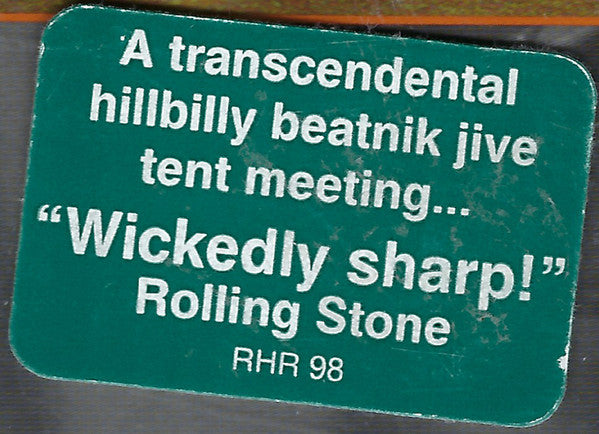 A transcendental
hillbilly beatnik jive
tent meeting...
“Wickedly sharp!”
Rolling Stone
RHR 98